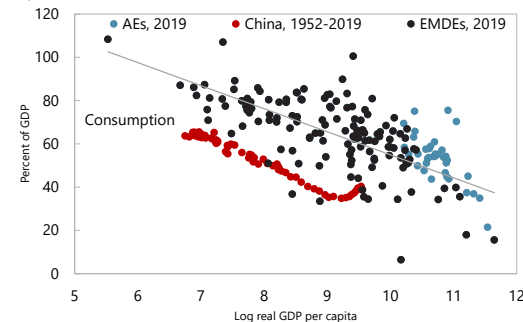 AEs, 2019 China, 1952-2019 EMDEs, 2019
120
100
80
60
40
20
0
Percent of GDP
Consumption
5 6 7 8 9 10 11 12
Log real GDP per capita